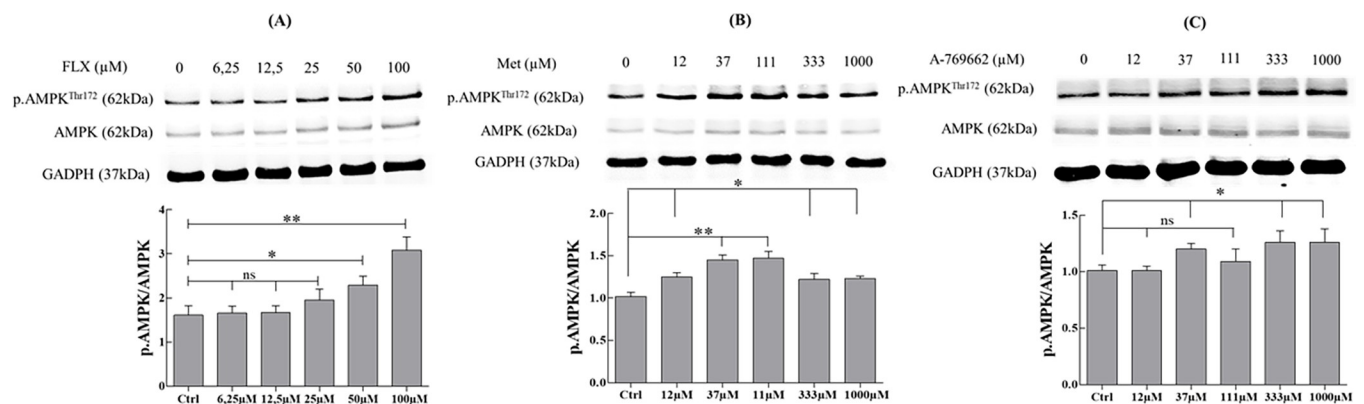 (A)
FLX (µM) 0 6,25 12,5 25 50 100
p.AMPKThr172 (62kDa)
AMPK (62kDa)
GADPH (37kDa)
p.AMPK/AMPK
4
3
2
1
0
**
*
ns
Ctrl 6,25µM 12,5µM 25µM 50µM 100µM
(B)
Met (µM) 0 12 37 111 333 1000
p.AMPKThr172 (62kDa)
AMPK (62kDa)
GADPH (37kDa)
p.AMPK/AMPK
2.0
1.5
1.0
0.5
0.0
*
**
Ctrl 12µM 37µM 11µM 333µM 1000µM
(C)
A-769662 (µM) 0 12 37 111 333 1000
p.AMPKThr172 (62kDa)
AMPK (62kDa)
GADPH (37kDa)
p.AMPK/AMPK
1.5
1.0
0.5
0.0
*
ns
Ctrl 12µM 37µM 111µM 333µM 1000µM